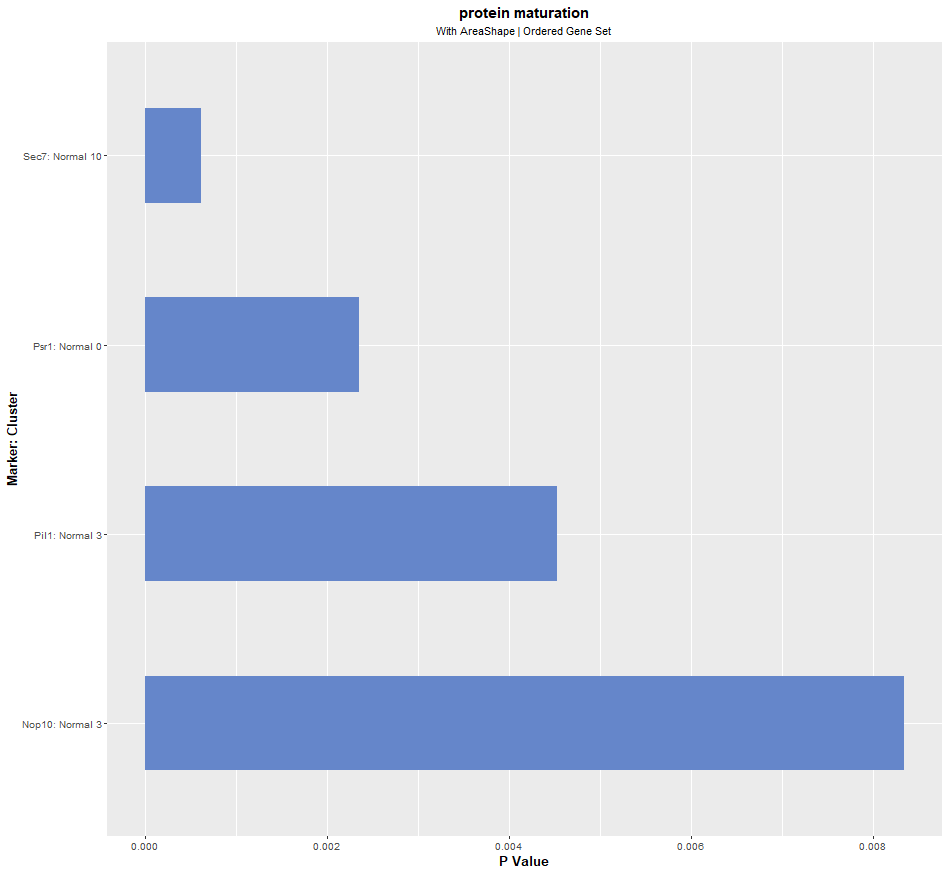 protein maturation
With AreaShape | Ordered Gene Set
Marker: Cluster
Sec7: Normal 10
Psr1: Normal 0
Pil1: Normal 3
Nop10: Normal 3
0.000 0.002 0.004 0.006 0.008
P Value